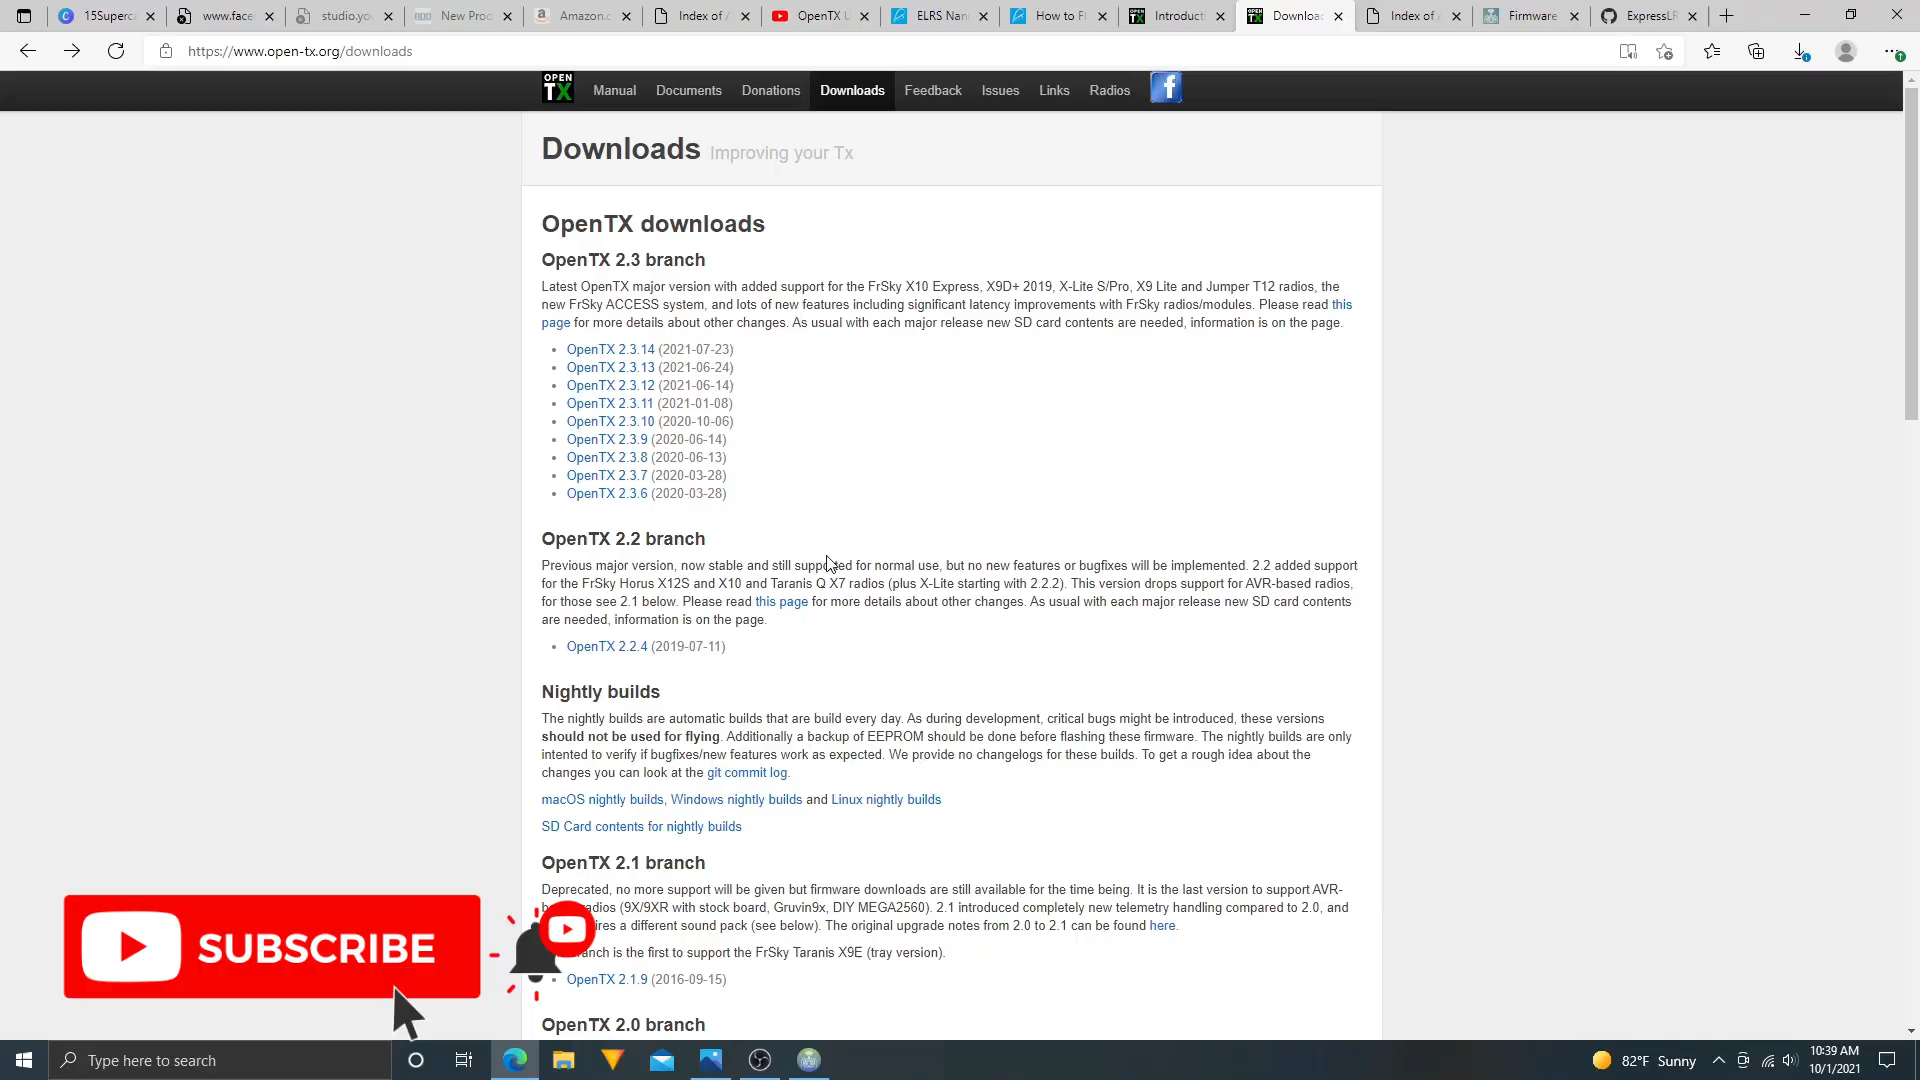 15Superca
www.face
studio.yo
New Proc
Amazon.c
Index of /
OpenTX U
ELRS Nan
How to Fl
Introducti
Downloac
Index of /
Firmware
ExpressLR
https://www.open-tx.org/downloads
OPEN
TX
Manual
Documents
Donations
Downloads
Feedback
Issues
Links
Radios
Downloads Improving your Tx
OpenTX downloads
OpenTX 2.3 branch
Latest OpenTX major version with added support for the FrSky X10 Express, X9D+ 2019, X-Lite S/Pro, X9 Lite and Jumper T12 radios, the
new FrSky ACCESS system, and lots of new features including significant latency improvements with FrSky radios/modules. Please read this
page for more details about other changes. As usual with each major release new SD card contents are needed, information is on the page.
• OpenTX 2.3.14 (2021-07-23)
• OpenTX 2.3.13 (2021-06-24)
• OpenTX 2.3.12 (2021-06-14)
• OpenTX 2.3.11 (2021-01-08)
• OpenTX 2.3.10 (2020-10-06)
• OpenTX 2.3.9 (2020-06-14)
• OpenTX 2.3.8 (2020-06-13)
• OpenTX 2.3.7 (2020-03-28)
• OpenTX 2.3.6 (2020-03-28)
OpenTX 2.2 branch
Previous major version, now stable and still supported for normal use, but no new features or bugfixes will be implemented. 2.2 added support
for the FrSky Horus X12S and X10 and Taranis Q X7 radios (plus X-Lite starting with 2.2.2). This version drops support for AVR-based radios,
for those see 2.1 below. Please read this page for more details about other changes. As usual with each major release new SD card contents
are needed, information is on the page.
• OpenTX 2.2.4 (2019-07-11)
Nightly builds
The nightly builds are automatic builds that are build every day. As during development, critical bugs might be introduced, these versions
should not be used for flying. Additionally a backup of EEPROM should be done before flashing these firmware. The nightly builds are only
intented to verify if bugfixes/new features work as expected. We provide no changelogs for these builds. To get a rough idea about the
changes you can look at the git commit log.
macOS nightly builds, Windows nightly builds and Linux nightly builds
SD Card contents for nightly builds
OpenTX 2.1 branch
Deprecated, no more support will be given but firmware downloads are still available for the time being. It is the last version to support AVR-
b adios (9X/9XR with stock board, Gruvin9x, DIY MEGA2560). 2.1 introduced completely new telemetry handling compared to 2.0, and
ires a different sound pack (see below). The original upgrade notes from 2.0 to 2.1 can be found here.
anch is the first to support the FrSky Taranis X9E (tray version).
• OpenTX 2.1.9 (2016-09-15)
OpenTX 2.0 branch
SUBSCRIBE
Type here to search
82°F Sunny
10:39 AM
10/1/2021